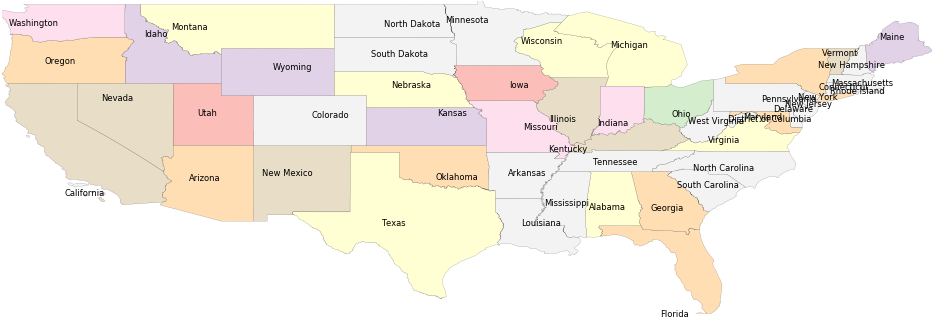 Washington
Oregon
California
Nevada
Idaho
Montana
Wyoming
Utah
Arizona
Colorado
New Mexico
North Dakota
South Dakota
Nebraska
Kansas
Oklahoma
Texas
Minnesota
Iowa
Missouri
Arkansas
Louisiana
Wisconsin
Illinois
Michigan
Indiana
Ohio
Kentucky
Tennessee
Mississippi
Alabama
Georgia
Florida
South Carolina
North Carolina
Virginia
West Virginia
District of Columbia
Maryland
Delaware
New Jersey
Pennsylvania
New York
Connecticut
Rhode Island
Massachusetts
New Hampshire
Vermont
Maine